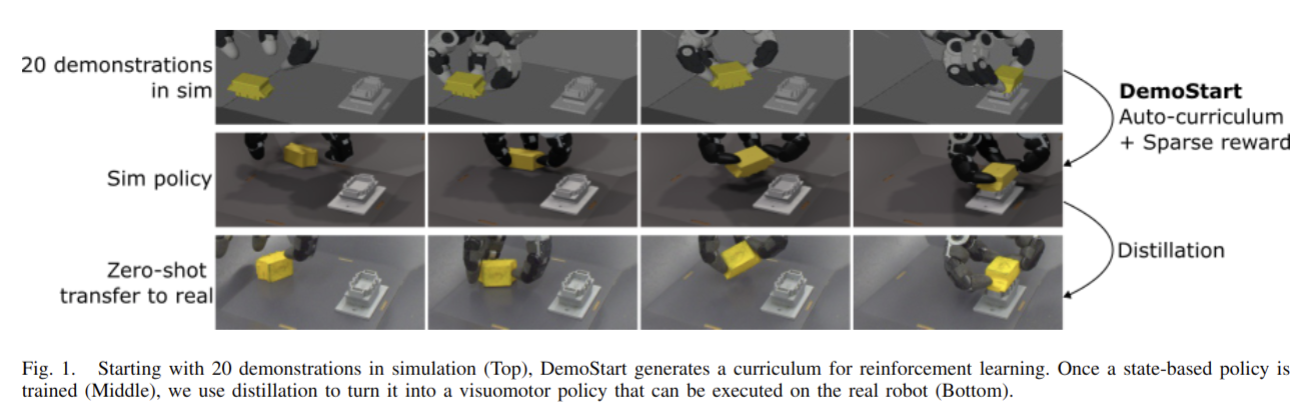 20 demonstrations
in sim
DemoStart
Auto-curriculum
+ Sparse reward
Sim policy
Distillation
Zero-shot
transfer to real
Fig. 1. Starting with 20 demonstrations in simulation (Top), DemoStart generates a curriculum for reinforcement learning. Once a state-based policy is
trained (Middle), we use distillation to turn it into a visuomotor policy that can be executed on the real robot (Bottom).